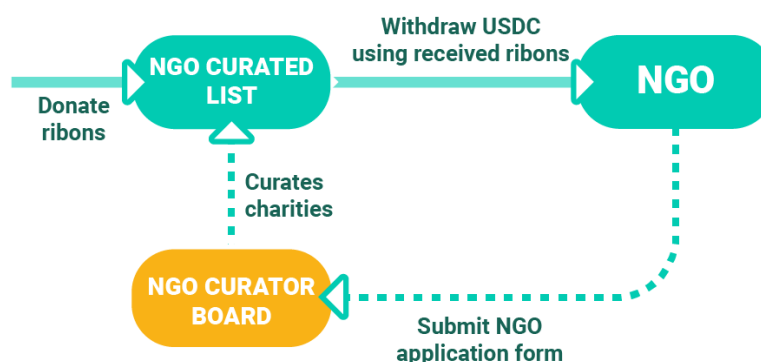 Withdraw USDC
using received ribons
NGO CURATED
LIST
NGO
Donate
ribons
Curates
charities
NGO CURATOR
BOARD
Submit NGO
application form